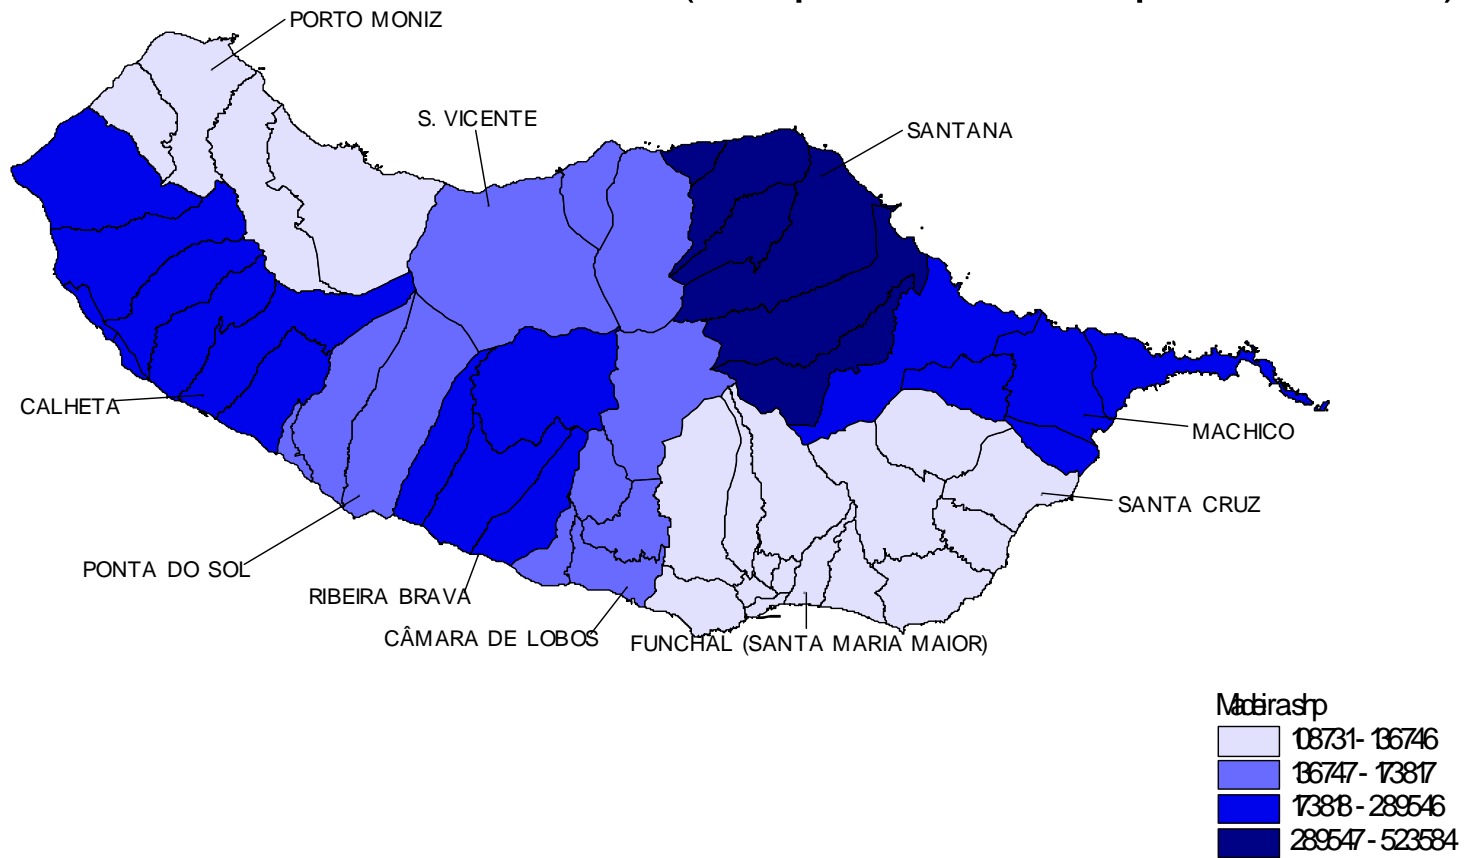 PORTO MONIZ
S. VICENTE
SANTANA
CALHETA
MACHICO
SANTA CRUZ
PONTA DO SOL
RIBEIRA BRAVA
CÂMARA DE LOBOS
FUNCHAL (SANTA MARIA MAIOR)
Madeira.shp
108731 - 136746
136747 - 173817
173818 - 289546
289547 - 523584